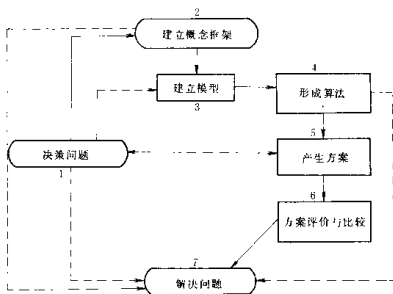 2
建立概念框架
建立模型
3
4
形成算法
5
产生方案
决策问题
1
6
方案评价与比较
7
解决问题